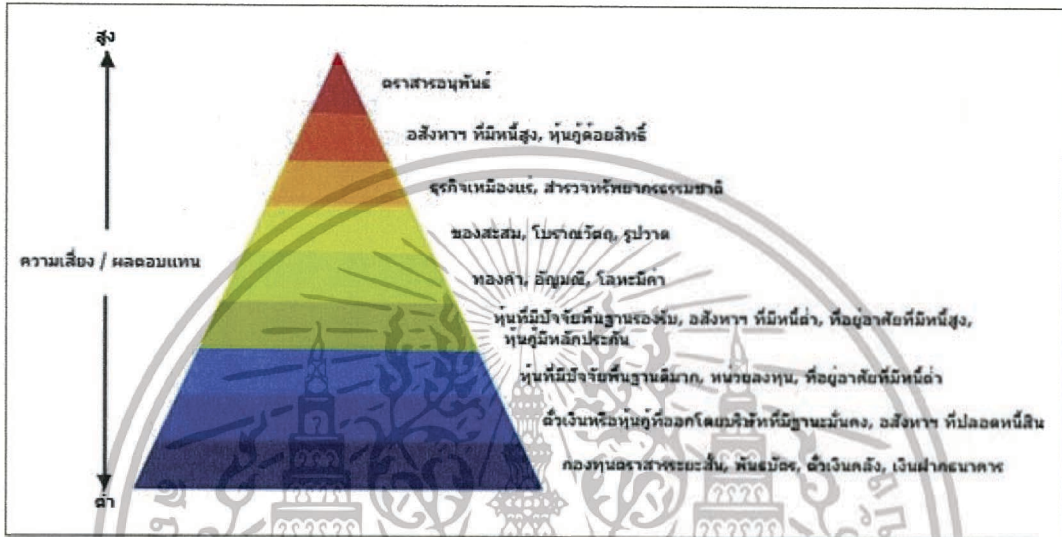 สูง
ตราสารอนุพันธ์
อสังหาฯ ที่มีหนี้สูง, หุ้นกู้ด้อยสิทธิ์
ธุรกิจเหมืองแร่, สำรวจทรัพยากรธรรมชาติ
ของสะสม, โบราณวัตถุ, รูปวาด
ความเสี่ยง / ผลตอบแทน
ทองคำ, อัญมณี, โลหะมีค่า
หุ้นที่มีปัจจัยพื้นฐานรองรับ, อสังหาฯ ที่มีหนี้ต่ำ, ที่อยู่อาศัยที่มีหนี้สูง,
หุ้นกู้มีหลักประกัน
หุ้นที่มีปัจจัยพื้นฐานดีมาก, หน่วยลงทุน, ที่อยู่อาศัยที่มีหนี้ต่ำ
ตั๋วเงินหรือหุ้นกู้ที่ออกโดยบริษัทที่มีฐานะมั่นคง, อสังหาฯ ที่ปลอดหนี้สิน
กองทุนตราสารระยะสั้น, พันธบัตร, ตั๋วเงินคลัง, เงินฝากธนาคาร
ต่ำ